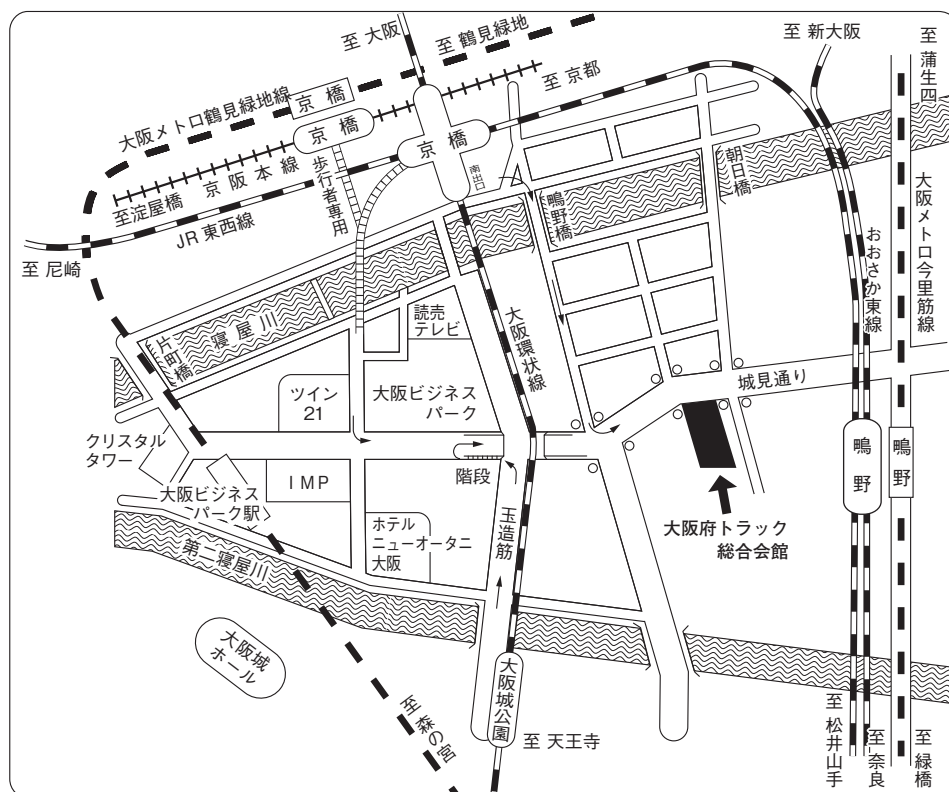 至 大阪
至 鶴見緑地
至 新大阪
至 蒲生四
大阪メトロ鶴見緑地線
京橋
至 京都
京橋
京橋
京阪本線
至 淀屋橋
歩行者専用
南出口
鴫野橋
朝日橋
JR 東西線
至 尼崎
大阪メトロ今里筋線
おおさか東線
寝屋川
片町橋
読売
テレビ
大阪環状線
城見通り
ツイン
21
大阪ビジネス
パーク
クリスタル
タワー
階段
IMP
大阪ビジネス
パーク駅
鴫野
鴫野
大阪府トラック
総合会館
ホテル
ニューオータニ
大阪
玉造筋
第二寝屋川
大阪城
ホール
大阪城公園
至 森の宮
至 天王寺
至 松井山手
至 奈良
至 緑橋